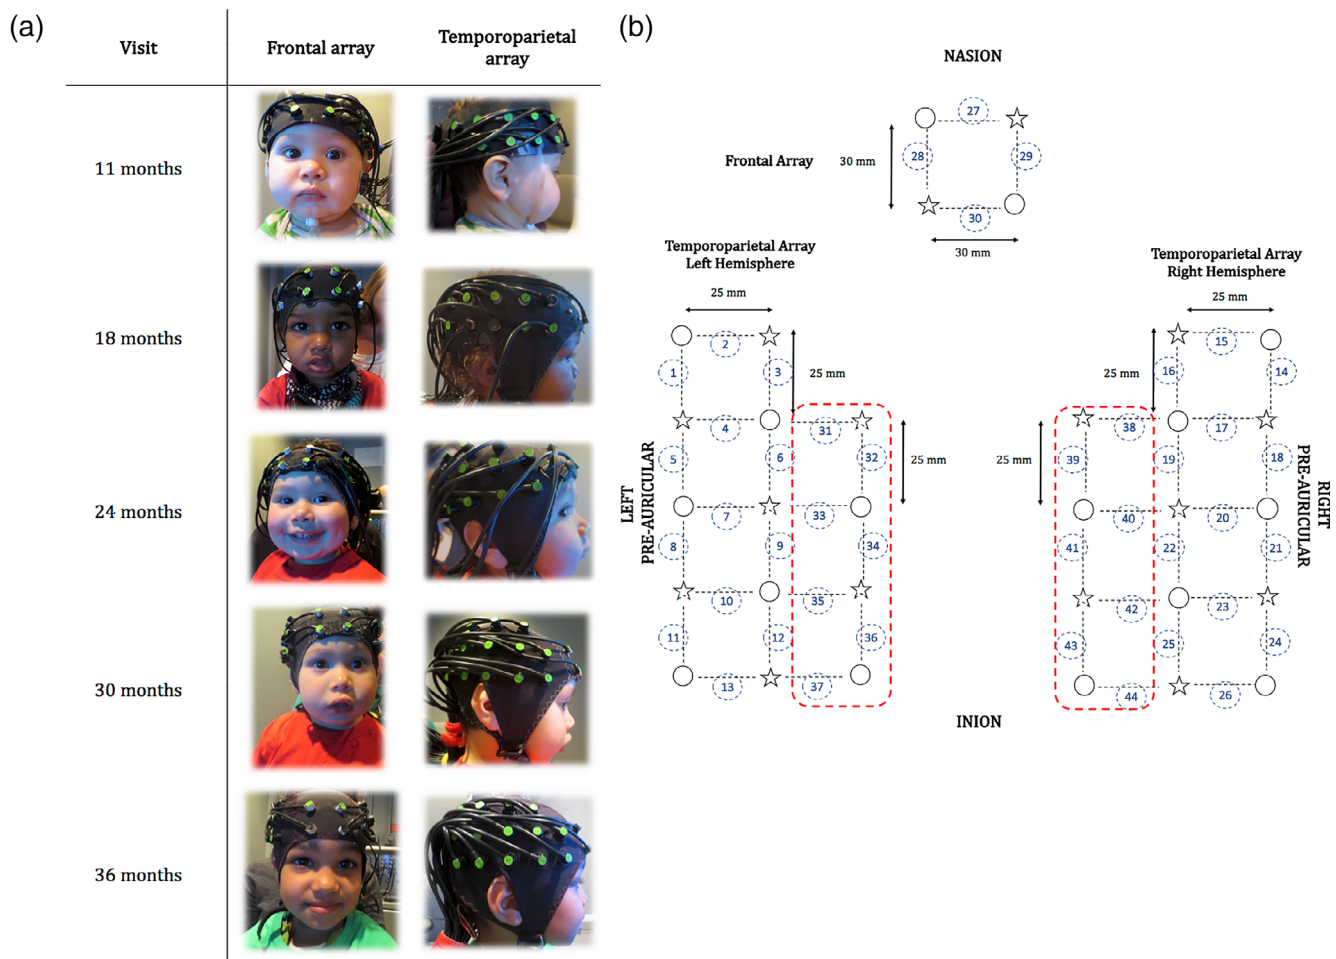 (a)
Visit
Frontal array
Temporoparietal
array
11 months
18 months
24 months
30 months
36 months
(b)
NASION
27
28
29
30
Frontal Array
30 mm
30 mm
Temporoparietal Array
Left Hemisphere
25 mm
2
1
3
25 mm
4
31
5
6
32
25 mm
7
33
8
9
34
10
35
11
12
36
13
37
LEFT
PRE-AURICULAR
Temporoparietal Array
Right Hemisphere
25 mm
15
16
14
25 mm
38
17
39
19
18
25 mm
40
20
41
22
21
42
23
43
25
24
44
26
RIGHT
PRE-AURICULAR
INION